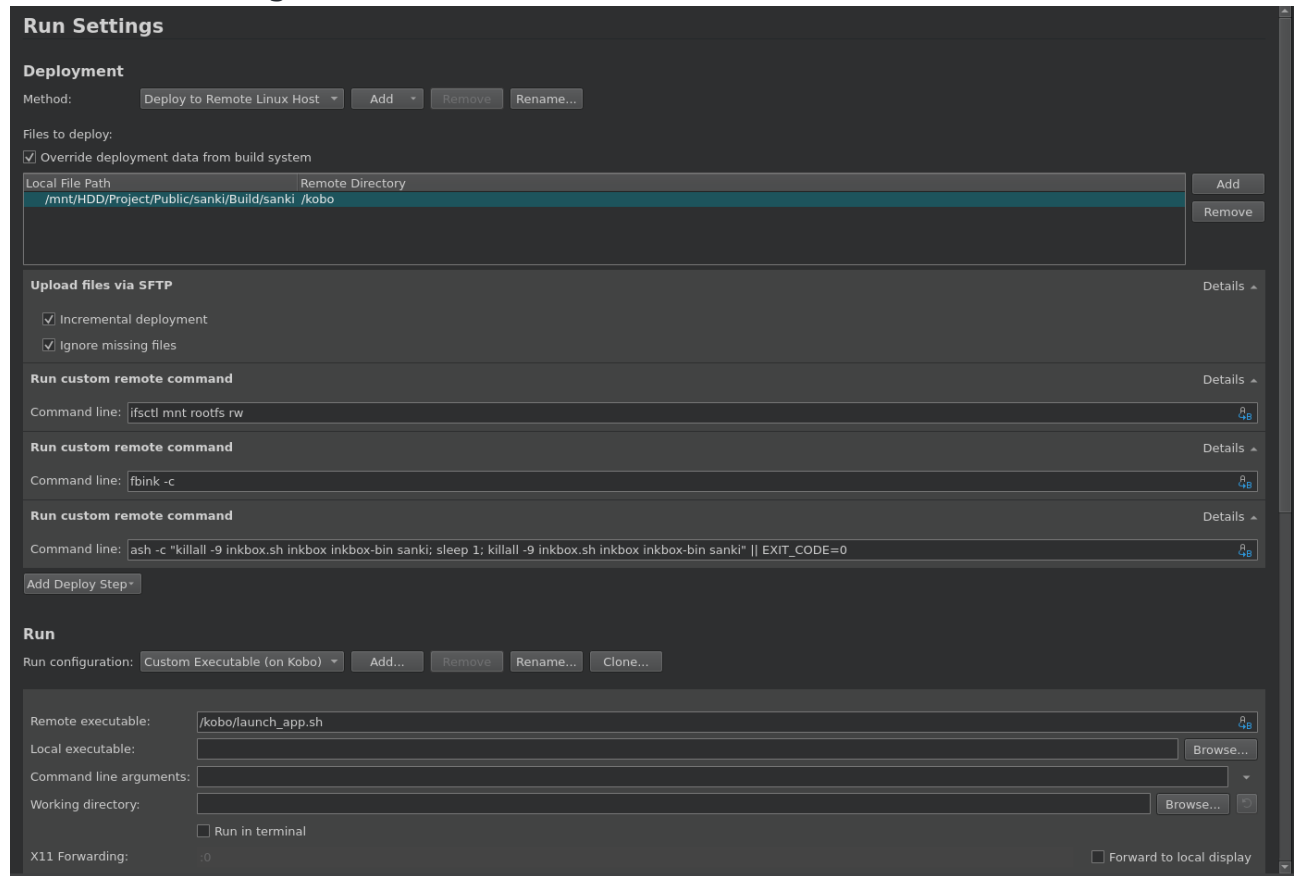 Run Settings
Deployment
Method: Deploy to Remote Linux Host Add Remove Rename...
Files to deploy:
Override deployment data from build system
Local File Path Remote Directory
/mnt/HDD/Project/Public/sanki/Build/sanki /kobo
Add
Remove
Upload files via SFTP Details
Incremental deployment
Ignore missing files
Run custom remote command Details
Command line: ifsctl mnt rootfs rw
Run custom remote command Details
Command line: fbink -c
Run custom remote command Details
Command line: ash -c "killall -9 inkbox.sh inkbox inkbox-bin sanki; sleep 1; killall -9 inkbox.sh inkbox inkbox-bin sanki" || EXIT_CODE=0
Add Deploy Step
Run
Run configuration: Custom Executable (on Kobo) Add... Remove Rename... Clone...
Remote executable: /kobo/launch_app.sh
Local executable: Browse...
Command line arguments:
Working directory: Browse...
Run in terminal
X11 Forwarding: :0 Forward to local display